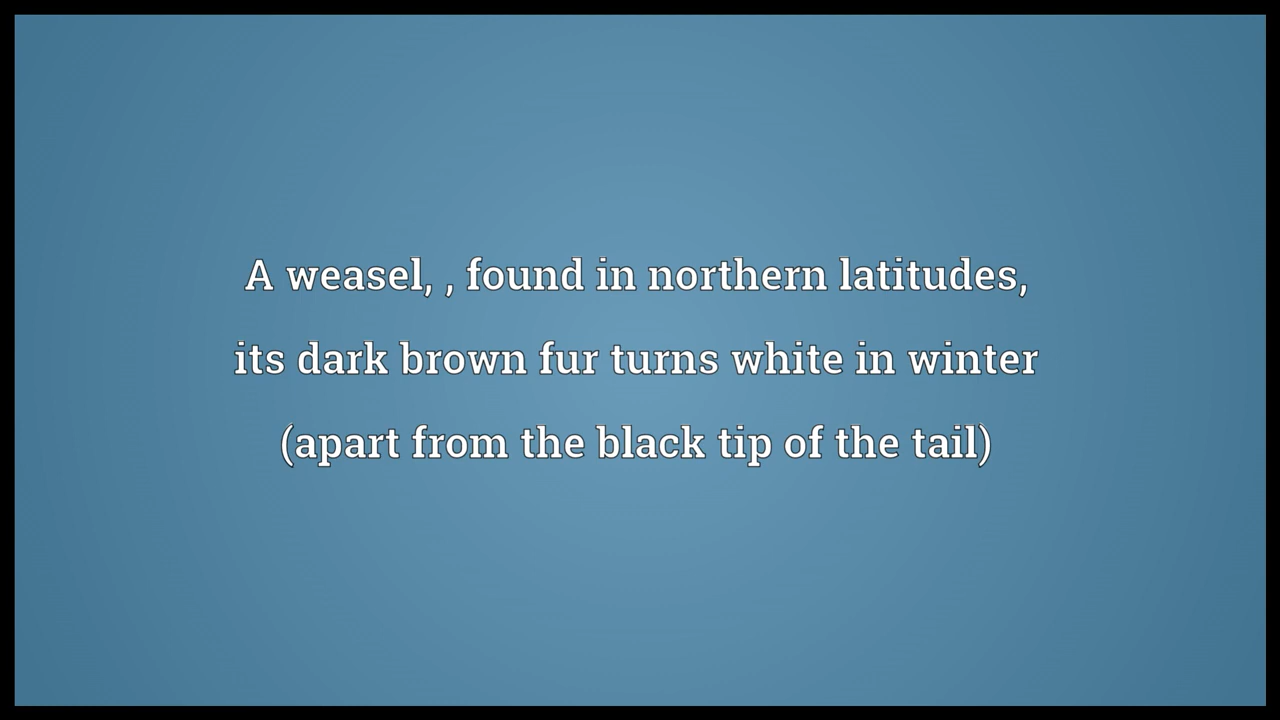 A weasel, , found in northern latitudes,
its dark brown fur turns white in winter
(apart from the black tip of the tail)